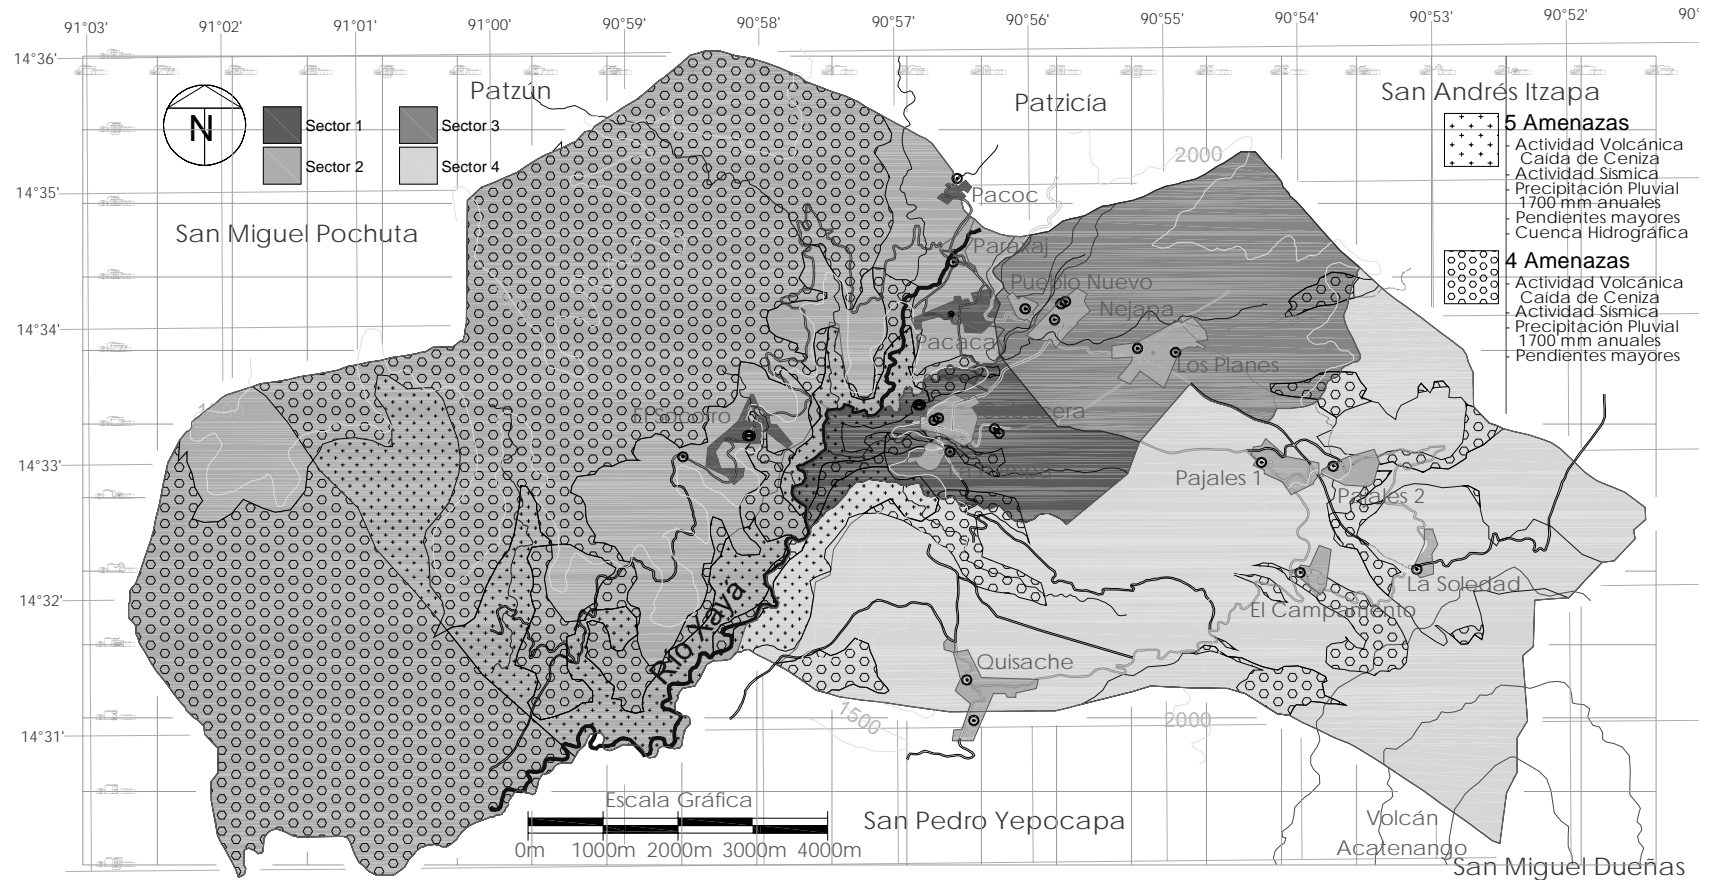 91°03' 91°02' 91°01' 91°00' 90°59' 90°58' 90°57' 90°56' 90°55' 90°54' 90°53' 90°52' 90°
14°36'
14°35'
14°34'
14°33'
14°32'
14°31'
N
Sector 1
Sector 3
Sector 2
Sector 4
Patzún
Patzicía
San Andrés Itzapa
San Miguel Pochuta
5 Amenazas
Actividad Volcánica
Caída de Ceniza
Actividad Sísmica
Precipitación Pluvial
1700 mm anuales
Pendientes mayores
Cuenca Hidrográfica
4 Amenazas
Actividad Volcánica
Caída de Ceniza
Actividad Sísmica
Precipitación Pluvial
1700 mm anuales
Pendientes mayores
2000
Pacoc
Paraxaj
Pueblo Nuevo
Nejapa
Pacacay
Los Planes
El Socorro
Pajales 1
Pajales 2
La Soledad
El Campamento
Río Xayá
Quisache
1500
2000
Escala Gráfica
0m 1000m 2000m 3000m 4000m
San Pedro Yepocapa
Volcán
Acatenango
San Miguel Dueñas